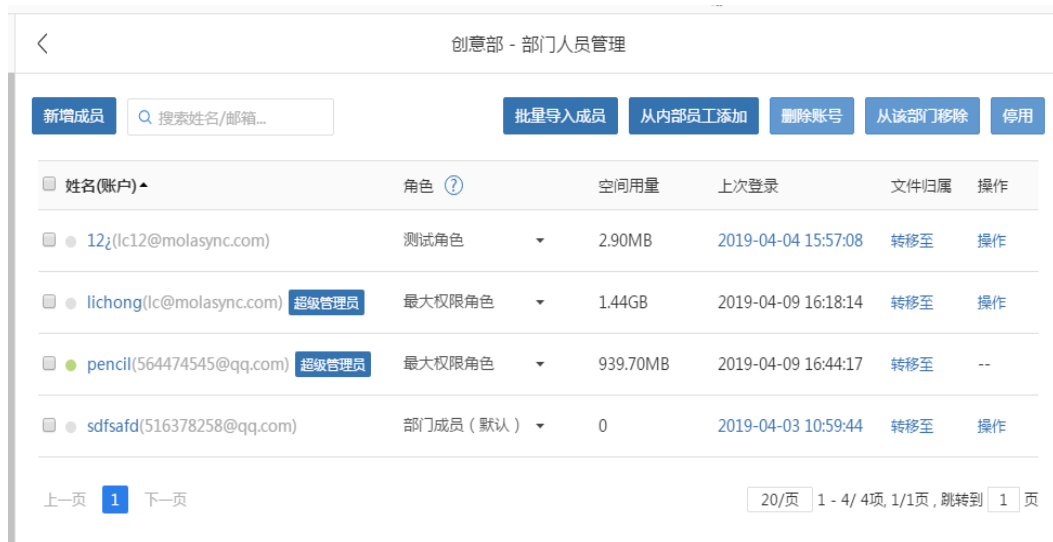 创意部 - 部门人员管理
新增成员 搜索姓名/邮箱... 批量导入成员 从内部员工添加 删除账号 从该部门移除 停用
姓名(账户) 角色 ? 空间用量 上次登录 文件归属 操作
12¿(lc12@molasync.com) 测试角色 2.90MB 2019-04-04 15:57:08 转移至 操作
lichong(lc@molasync.com) 超级管理员 最大权限角色 1.44GB 2019-04-09 16:18:14 转移至 操作
pencil(564474545@qq.com) 超级管理员 最大权限角色 939.70MB 2019-04-09 16:44:17 转移至 --
sdfsafd(516378258@qq.com) 部门成员（默认） 0 2019-04-03 10:59:44 转移至 操作
上一页 1 下一页 20/页 1 - 4/ 4项, 1/1页 , 跳转到 1 页